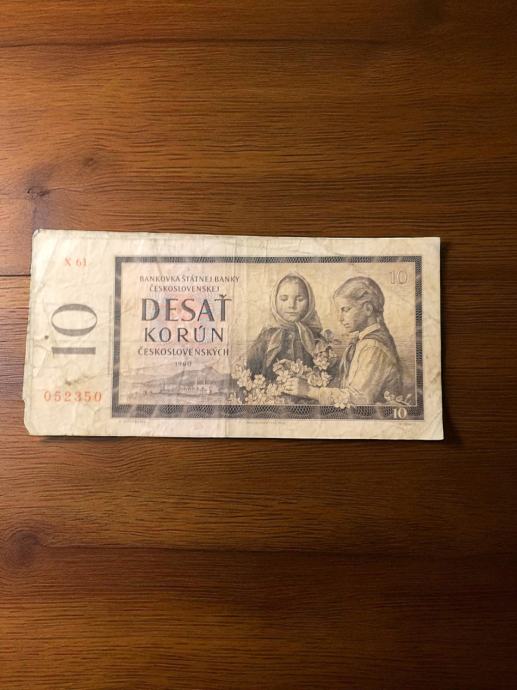 X 61
10
052350
BANKOVKA ŠTÁTNEJ BANKY
ČESKOSLOVENSKEJ
DESAŤ
KORÚN
ČESKOSLOVENSKÝCH
1960
10
10